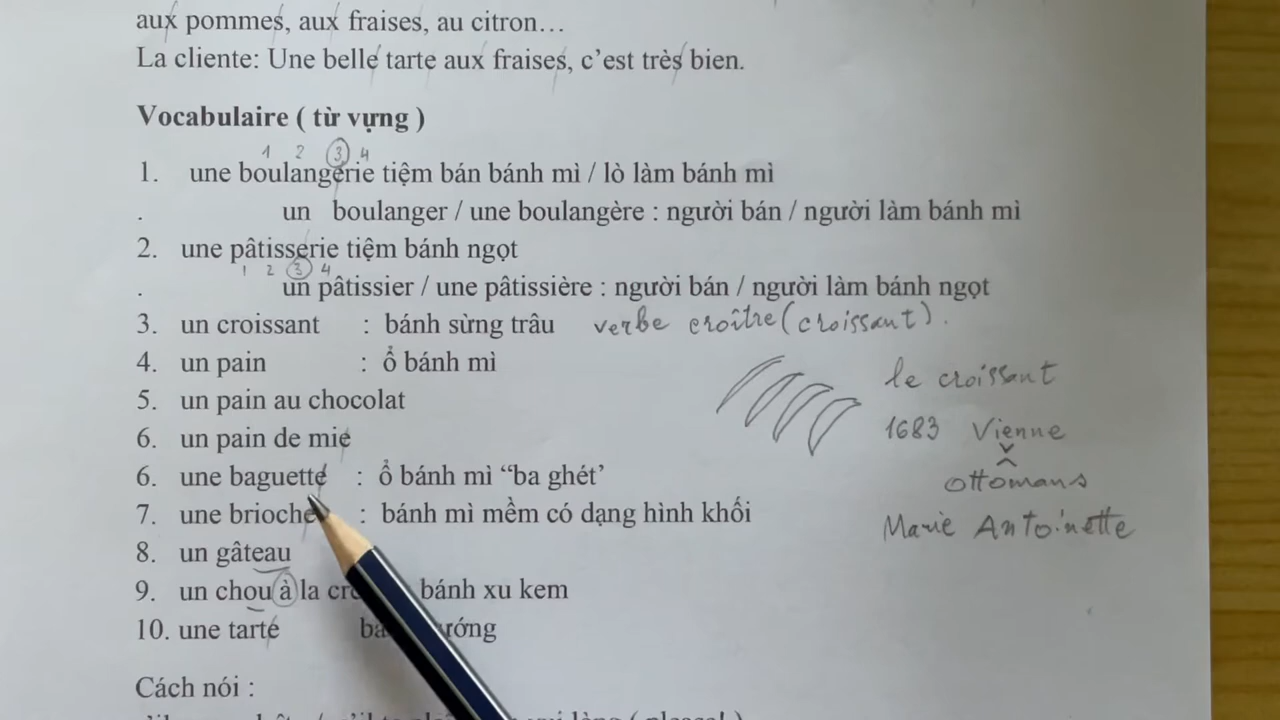 aux pommes, aux fraises, au citron…
La cliente: Une belle tarte aux fraises, c’est très bien.
Vocabulaire ( từ vựng )
1 2 3 4
1. une boulangerie tiệm bán bánh mì / lò làm bánh mì
. un boulanger / une boulangère : người bán / người làm bánh mì
2. une pâtisserie tiệm bánh ngọt
1 2 3 4
. un pâtissier / une pâtissière : người bán / người làm bánh ngọt
3. un croissant : bánh sừng trâu verbe croître (croissant).
4. un pain : ổ bánh mì
le croissant
5. un pain au chocolat
6. un pain de mie
1683 Vienne
6. une baguette : ổ bánh mì “ba ghét’
ottomans
7. une brioche : bánh mì mềm có dạng hình khối
Marie Antoinette
8. un gâteau
9. un chou à la bánh xu kem
10. une tarte
Cách nói :